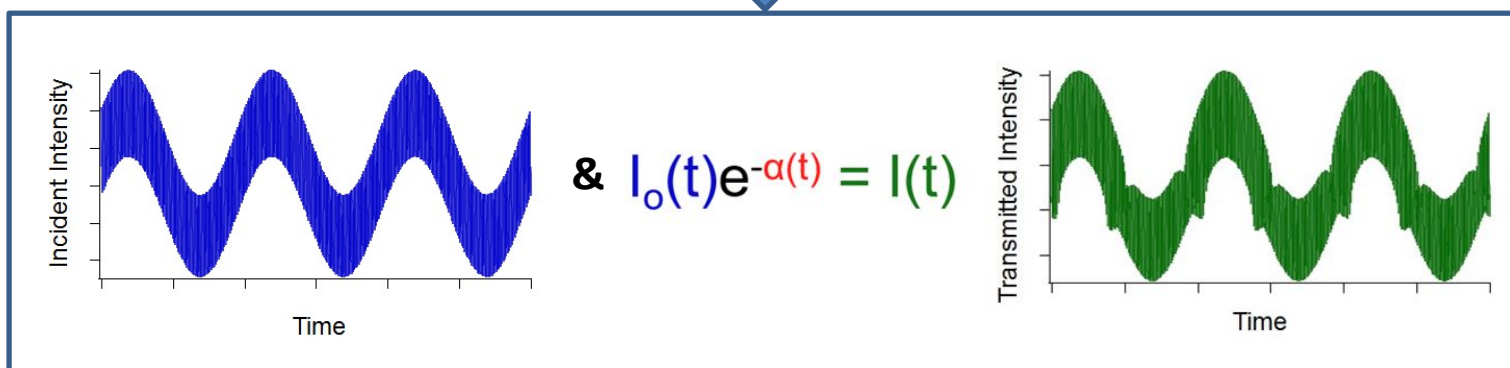 Incident Intensity
Time
& Io(t)e-α(t) = I(t)
Transmitted Intensity
Time